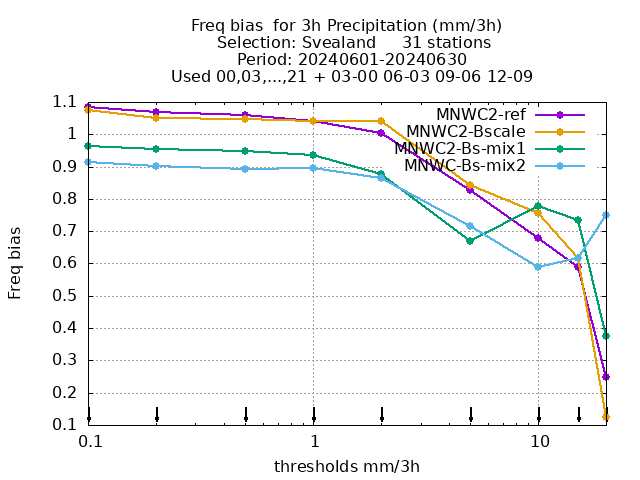 Freq bias  for 3h Precipitation (mm/3h)
Selection: Svealand     31 stations
Period: 20240601-20240630
Used 00,03,...,21 + 03-00 06-03 09-06 12-09
MNWC2-ref
MNWC2-Bscale
MNWC2-Bs-mix1
MNWC-Bs-mix2
1.1
1
0.9
0.8
0.7
0.6
0.5
0.4
0.3
0.2
0.1
Freq bias
0.1 1 10
thresholds mm/3h